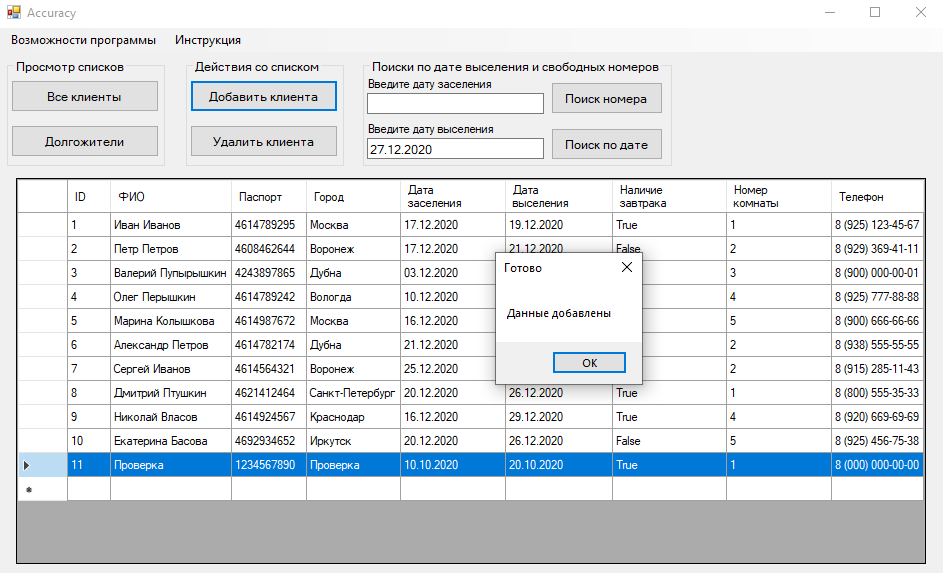 Accuracy
Возможности программы Инструкция
Просмотр списков
Все клиенты
Долгожители
Действия со списком
Добавить клиента
Удалить клиента
Поиски по дате выселения и свободных номеров
Введите дату заселения
Поиск номера
Введите дату выселения
27.12.2020
Поиск по дате
ID ФИО Паспорт Город Дата заселения Дата выселения Наличие завтрака Номер комнаты Телефон
1 Иван Иванов 4614789295 Москва 17.12.2020 19.12.2020 True 1 8 (925) 123-45-67
2 Петр Петров 4608462644 Воронеж 17.12.2020 21.12.2020 False 2 8 (929) 369-41-11
3 Валерий Пупырышкин 4243897865 Дубна 03.12.2020 3 8 (900) 000-00-01
4 Олег Перышкин 4614789242 Вологда 10.12.2020 4 8 (925) 777-88-88
5 Марина Колышкова 4614987672 Москва 16.12.2020 5 8 (900) 666-66-66
6 Александр Петров 4614782174 Дубна 21.12.2020 2 8 (938) 555-55-55
7 Сергей Иванов 4614564321 Воронеж 25.12.2020 2 8 (915) 285-11-43
8 Дмитрий Птушкин 4621412464 Санкт-Петербург 20.12.2020 26.12.2020 True 1 8 (800) 555-35-33
9 Николай Власов 4614924567 Краснодар 16.12.2020 29.12.2020 True 4 8 (920) 669-69-69
10 Екатерина Басова 4692934652 Иркутск 20.12.2020 26.12.2020 False 5 8 (925) 456-75-38
11 Проверка 1234567890 Проверка 10.10.2020 20.10.2020 True 1 8 (000) 000-00-00
Готово
Данные добавлены
OK